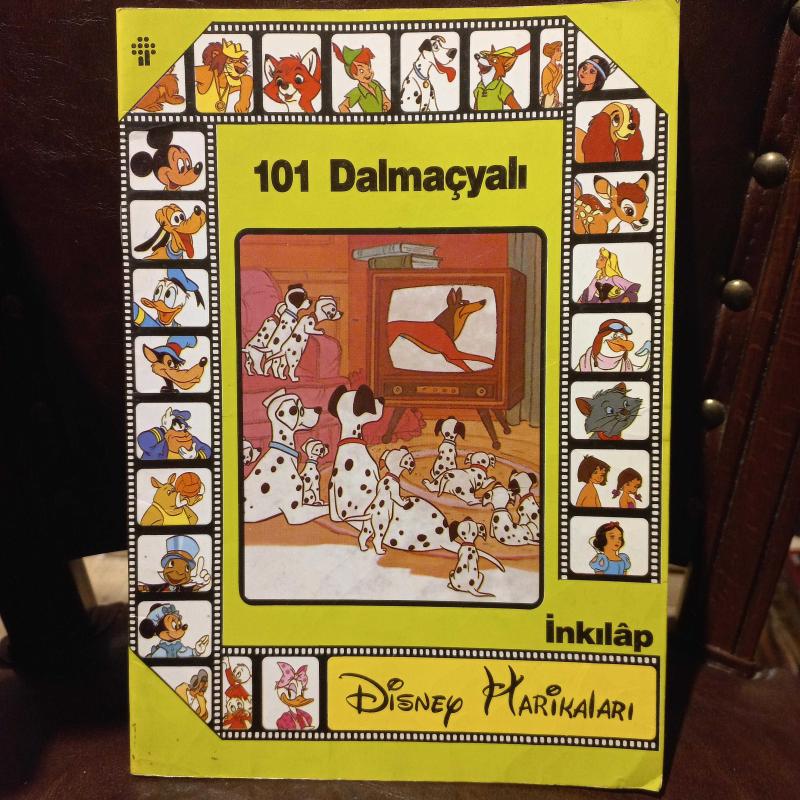 101 Dalmaçyalı
İnkılâp
Disney Harikaları